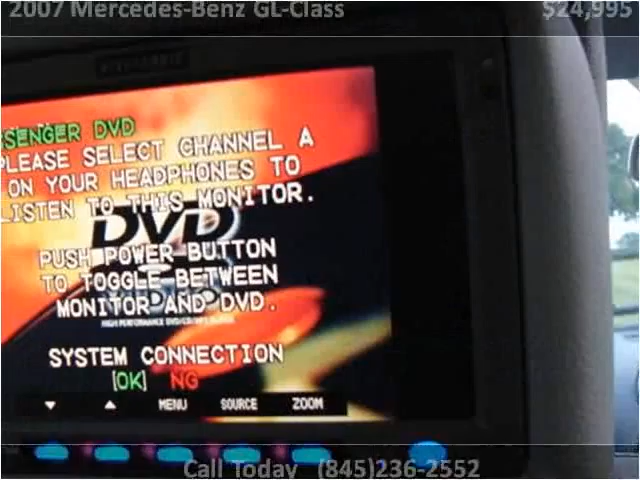 2007 Mercedes-Benz GL-Class $24,995
SSENGER DVD
PLEASE SELECT CHANNEL A
ON YOUR HEADPHONES TO
LISTEN TO THIS MONITOR.
DVD
PUSH POWER BUTTON
TO TOGGLE BETWEEN
MONITOR AND DVD.
SYSTEM CONNECTION
[OK] NG
MENU SOURCE ZOOM
Call Today (845)236-2552